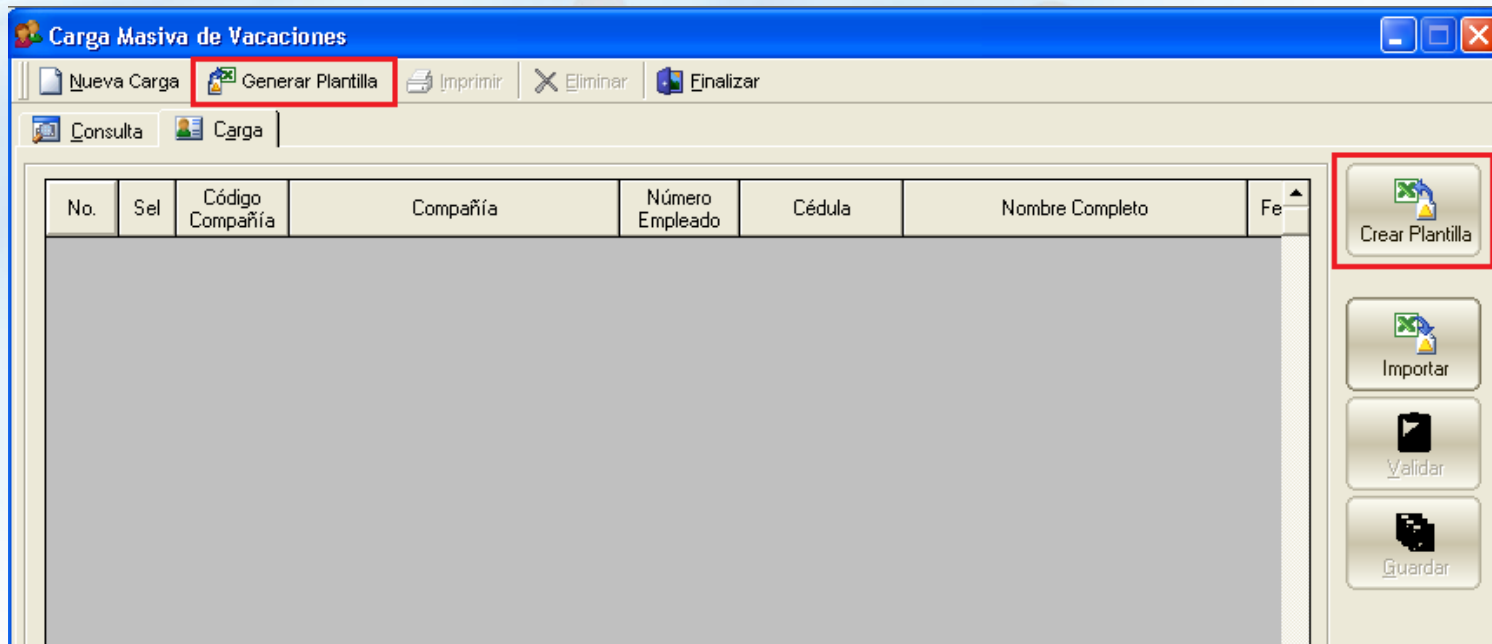 Carga Masiva de Vacaciones
Nueva Carga Generar Plantilla Imprimir Eliminar Finalizar
Consulta Carga
No. Sel Código Compañía Compañía Número Empleado Cédula Nombre Completo Fe
Crear Plantilla
Importar
Validar
Guardar